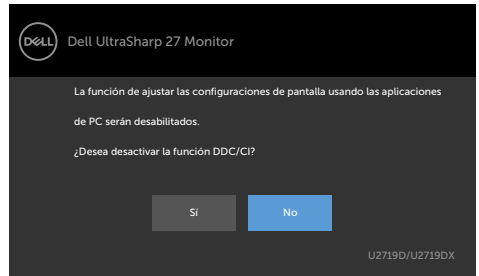 DELL
Dell UltraSharp 27 Monitor
La función de ajustar las configuraciones de pantalla usando las aplicaciones
de PC serán desabilitados.
¿Desea desactivar la función DDC/CI?
Sí
No
U2719D/U2719DX